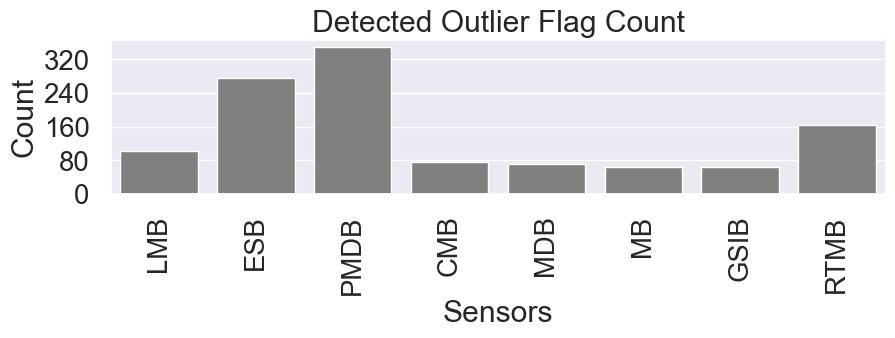 Detected Outlier Flag Count
Count
320
240
160
80
0
LMB
ESB
PMDB
CMB
MDB
MB
GSIB
RTMB
Sensors